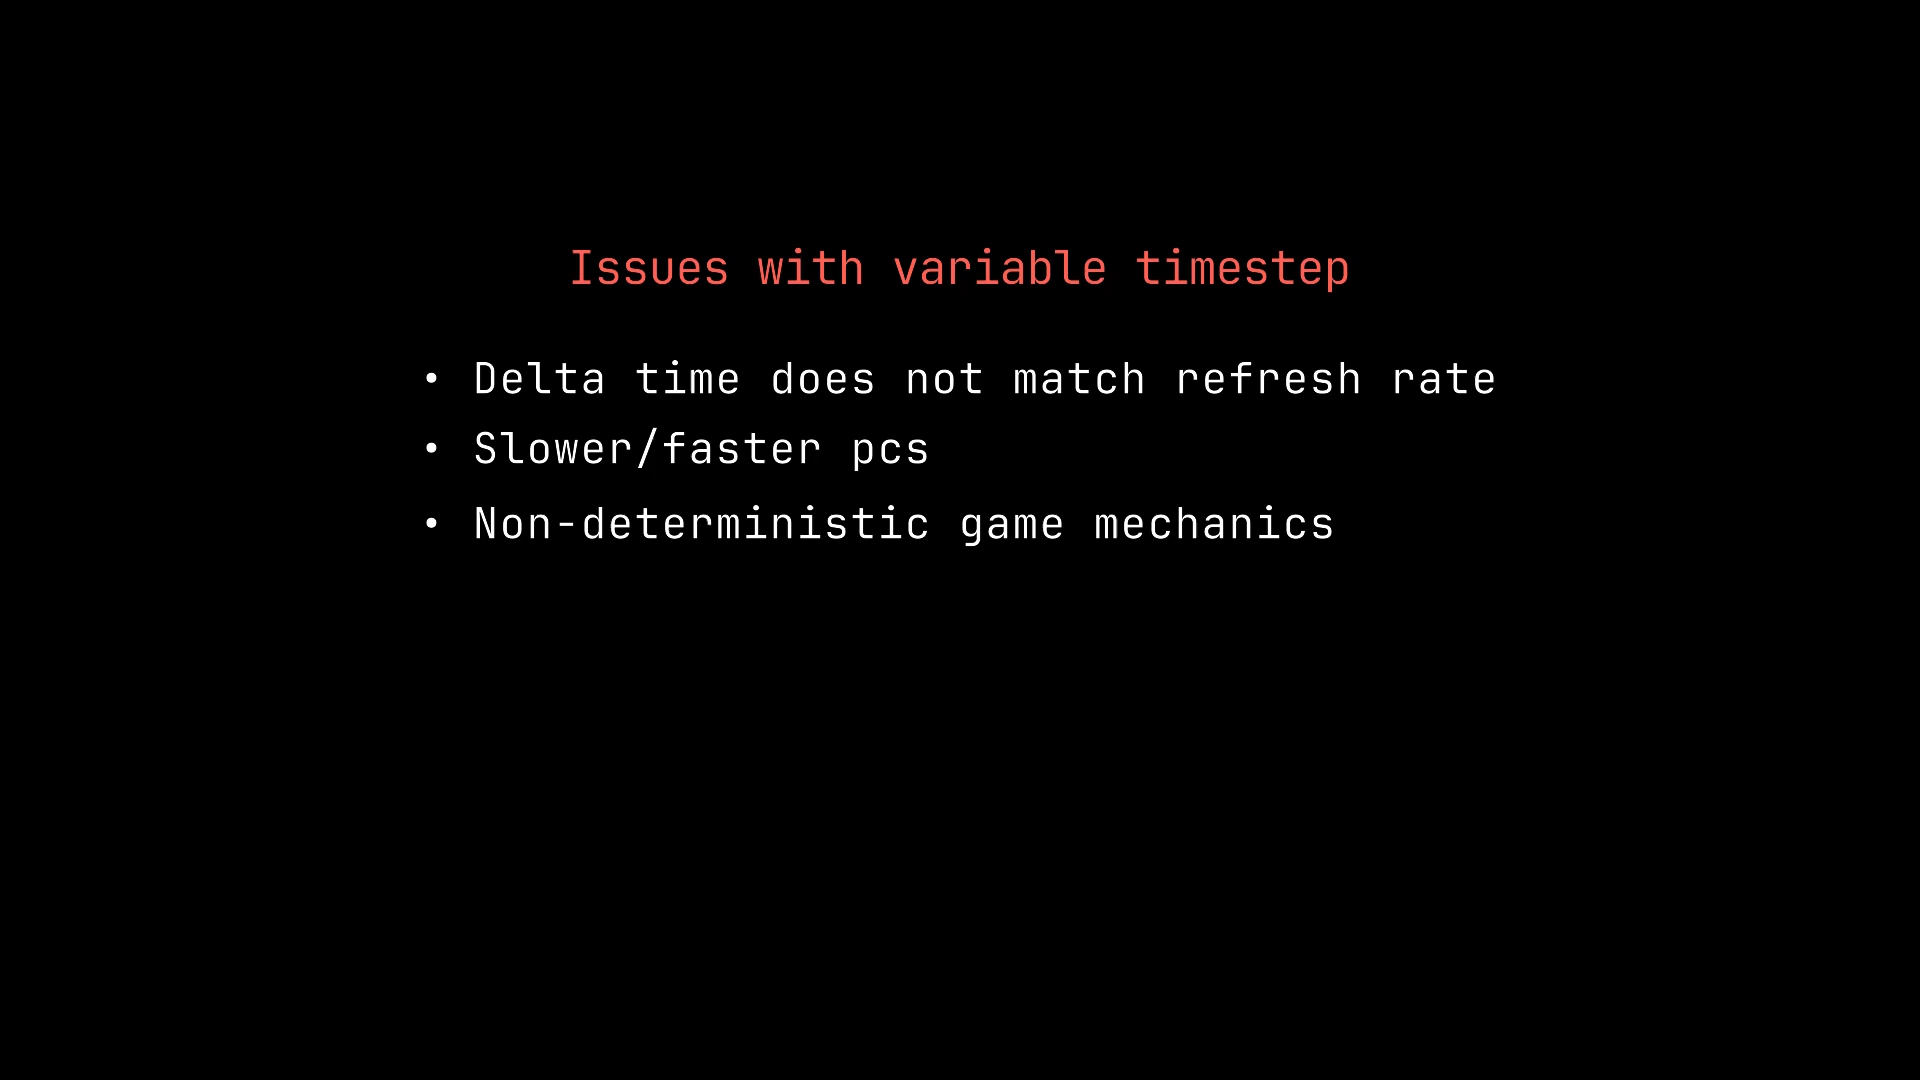 Issues with variable timestep
• Delta time does not match refresh rate
• Slower/faster pcs
• Non-deterministic game mechanics